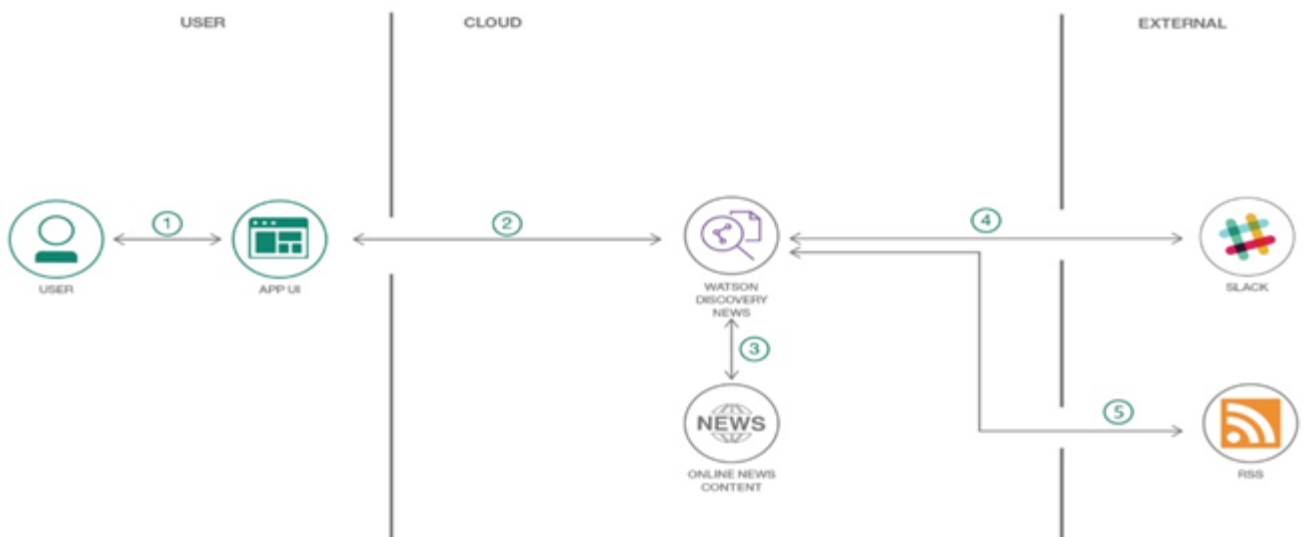 USER
CLOUD
EXTERNAL
1
2
4
USER
APP UI
WATSON
DISCOVERY
NEWS
SLACK
3
5
NEWS
ONLINE NEWS
CONTENT
RSS